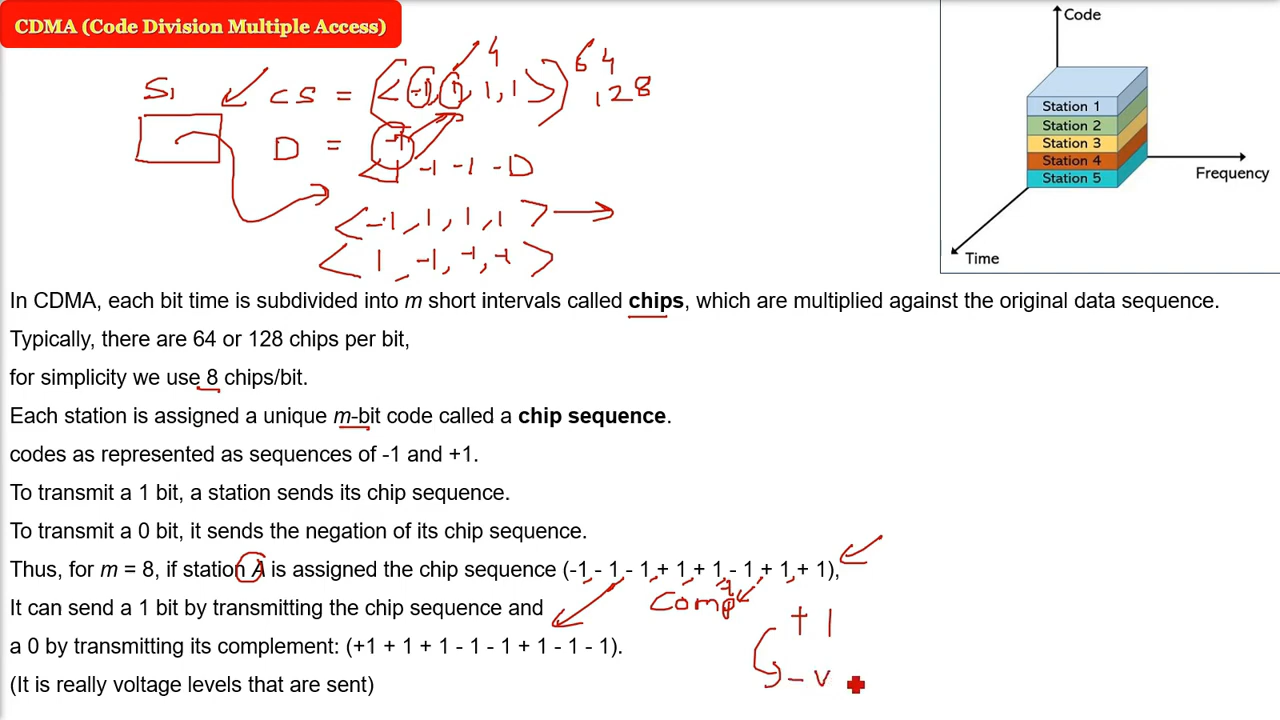 CDMA (Code Division Multiple Access)
S1 CS = (<-1, 1, 1, 1>) 4 64
128
D = -1
-1 -1 -D
<-1, 1, 1, 1>
<1, -1, -1, -1>
Code
Station 1
Station 2
Station 3
Station 4
Station 5
Frequency
Time
In CDMA, each bit time is subdivided into m short intervals called chips, which are multiplied against the original data sequence.
Typically, there are 64 or 128 chips per bit,
for simplicity we use 8 chips/bit.
Each station is assigned a unique m-bit code called a chip sequence.
codes as represented as sequences of -1 and +1.
To transmit a 1 bit, a station sends its chip sequence.
To transmit a 0 bit, it sends the negation of its chip sequence.
Thus, for m = 8, if station A is assigned the chip sequence (-1, - 1, - 1, + 1, + 1, - 1, + 1, + 1),
It can send a 1 bit by transmitting the chip sequence and
Comp
+ 1
a 0 by transmitting its complement: (+1 + 1 + 1 - 1 - 1 + 1 - 1 - 1).
(It is really voltage levels that are sent)
- v